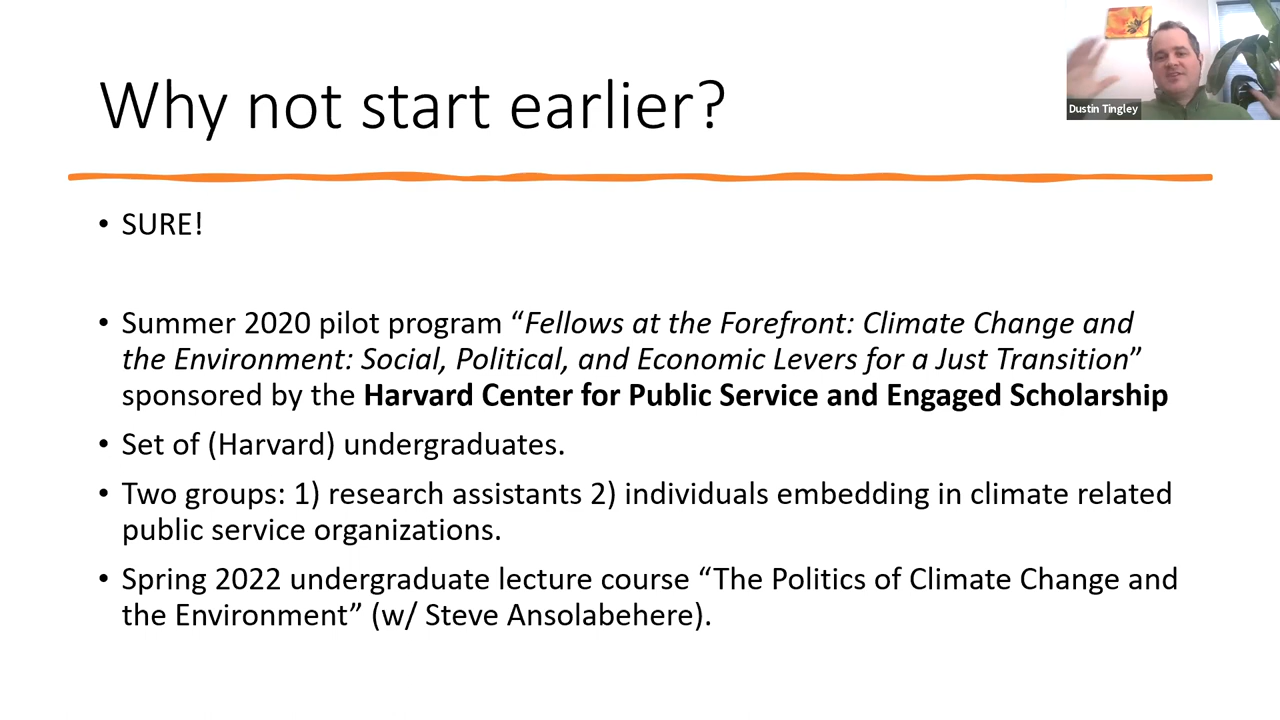 Why not start earlier?
Dustin Tingley
• SURE!
• Summer 2020 pilot program “Fellows at the Forefront: Climate Change and
the Environment: Social, Political, and Economic Levers for a Just Transition”
sponsored by the Harvard Center for Public Service and Engaged Scholarship
• Set of (Harvard) undergraduates.
• Two groups: 1) research assistants 2) individuals embedding in climate related
public service organizations.
• Spring 2022 undergraduate lecture course “The Politics of Climate Change and
the Environment” (w/ Steve Ansolabehere).